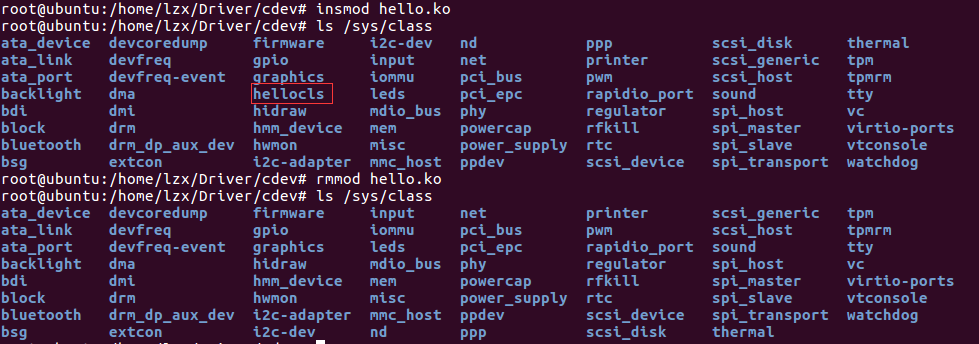 root@ubuntu:/home/lzx/Driver/cdev# insmod hello.ko
root@ubuntu:/home/lzx/Driver/cdev# ls /sys/class
ata_device devcoredump firmware i2c-dev nd ppp scsi_disk thermal
ata_link devfreq gpio input net printer scsi_generic tpm
ata_port devfreq-event graphics iommu pci_bus pwm scsi_host tpmrm
backlight dma hellocls leds pci_epc rapidio_port sound tty
bdi dmi hidraw mdio_bus phy regulator spi_host vc
block drm hmm_device mem powercap rfkill spi_master virtio-ports
bluetooth drm_dp_aux_dev hwmon misc power_supply rtc spi_slave vtconsole
bsg extcon i2c-adapter mmc_host ppdev scsi_device spi_transport watchdog
root@ubuntu:/home/lzx/Driver/cdev# rmmod hello.ko
root@ubuntu:/home/lzx/Driver/cdev# ls /sys/class
ata_device devcoredump firmware input net printer scsi_generic tpm
ata_link devfreq gpio iommu pci_bus pwm scsi_host tpmrm
ata_port devfreq-event graphics leds pci_epc rapidio_port sound tty
backlight dma hidraw mdio_bus phy regulator spi_host vc
bdi dmi hmm_device mem powercap rfkill spi_master virtio-ports
block drm hwmon misc power_supply rtc spi_slave vtconsole
bluetooth drm_dp_aux_dev i2c-adapter mmc_host ppdev scsi_device spi_transport watchdog
bsg extcon i2c-dev nd ppp scsi_disk thermal